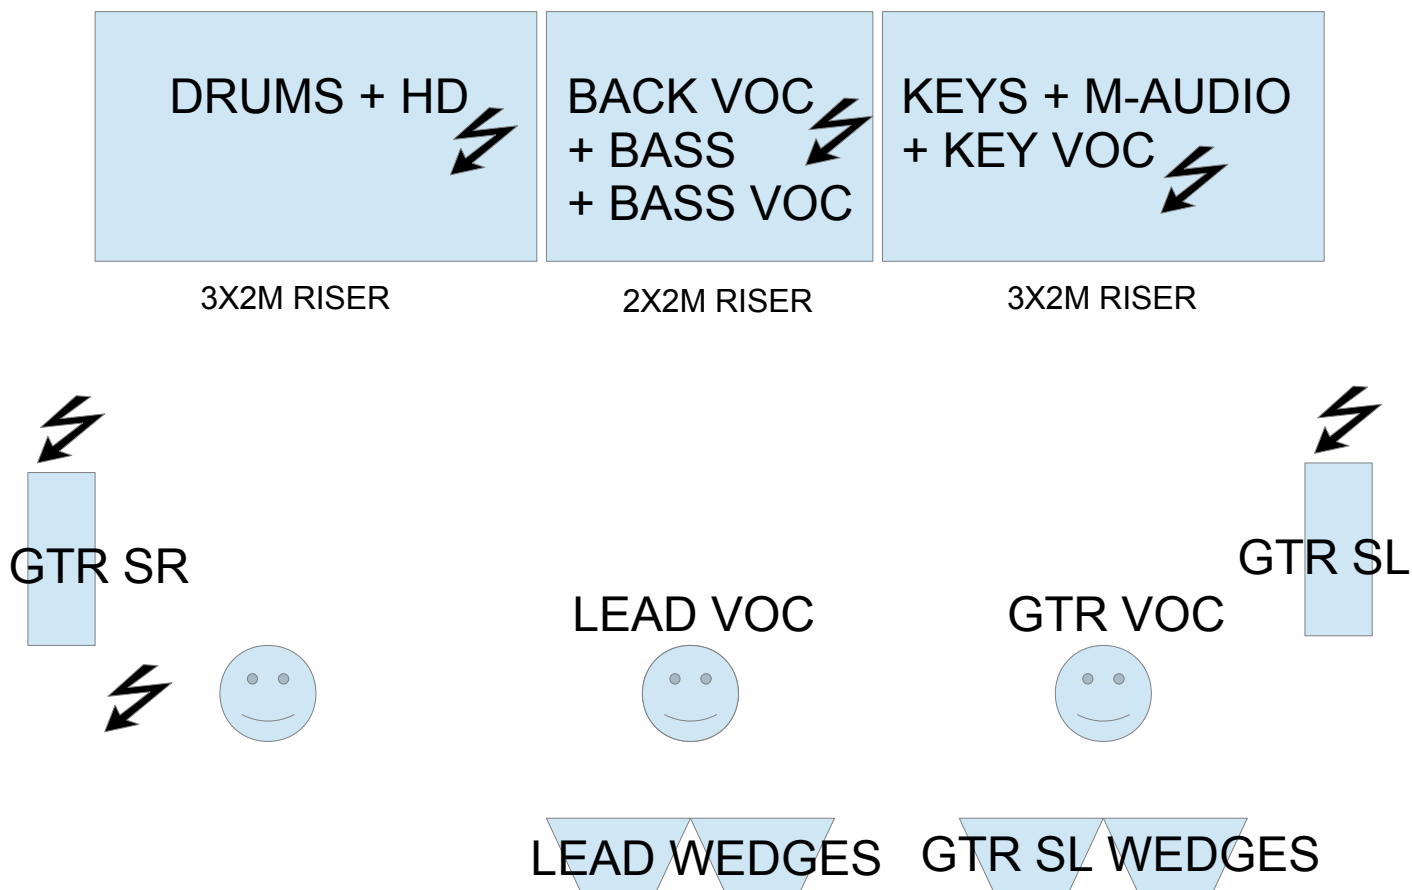 DRUMS + HD
BACK VOC
+ BASS
+ BASS VOC
KEYS + M-AUDIO
+ KEY VOC
3X2M RISER
2X2M RISER
3X2M RISER
GTR SR
GTR SL
LEAD VOC
GTR VOC
LEAD WEDGES
GTR SL WEDGES